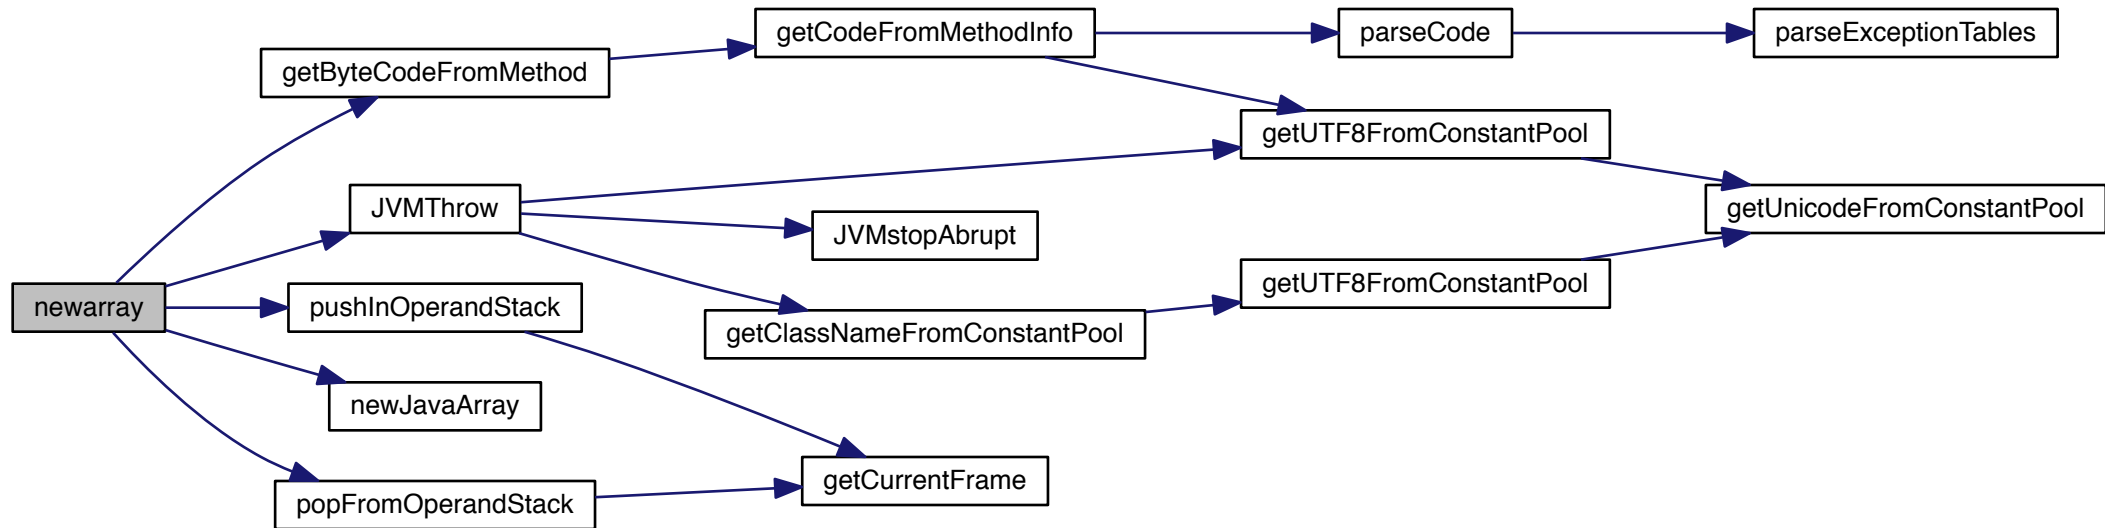 getCodeFromMethodInfo
parseCode
parseExceptionTables
getByteCodeFromMethod
getUTF8FromConstantPool
JVMThrow
getUnicodeFromConstantPool
JVMstopAbrupt
getUTF8FromConstantPool
newarray
pushInOperandStack
getClassNameFromConstantPool
newJavaArray
getCurrentFrame
popFromOperandStack